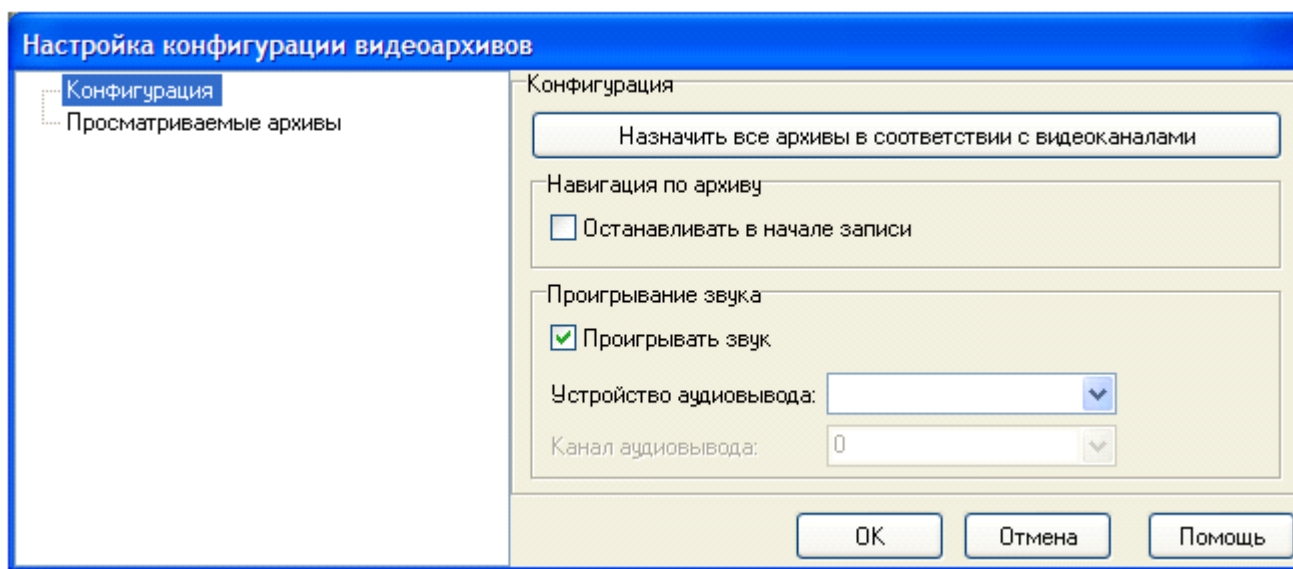 Настройка конфигурации видеоархивов
Конфигурация
Просматриваемые архивы
Конфигурация
Назначить все архивы в соответствии с видеоканалами
Навигация по архиву
Останавливать в начале записи
Проигрывание звука
Проигрывать звук
Устройство аудиовывода:
Канал аудиовывода: 0
ОК Отмена Помощь